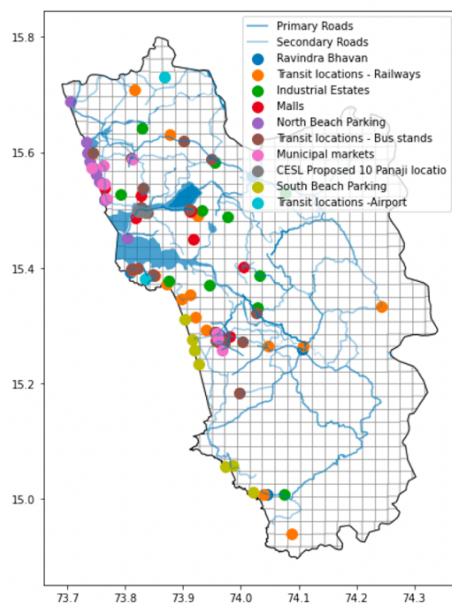 Primary Roads
Secondary Roads
Ravindra Bhavan
Transit locations - Railways
Industrial Estates
Malls
North Beach Parking
Transit locations - Bus stands
Municipal markets
CESL Proposed 10 Panaji locatio
South Beach Parking
Transit locations -Airport
15.8
15.6
15.4
15.2
15.0
73.7 73.8 73.9 74.0 74.1 74.2 74.3